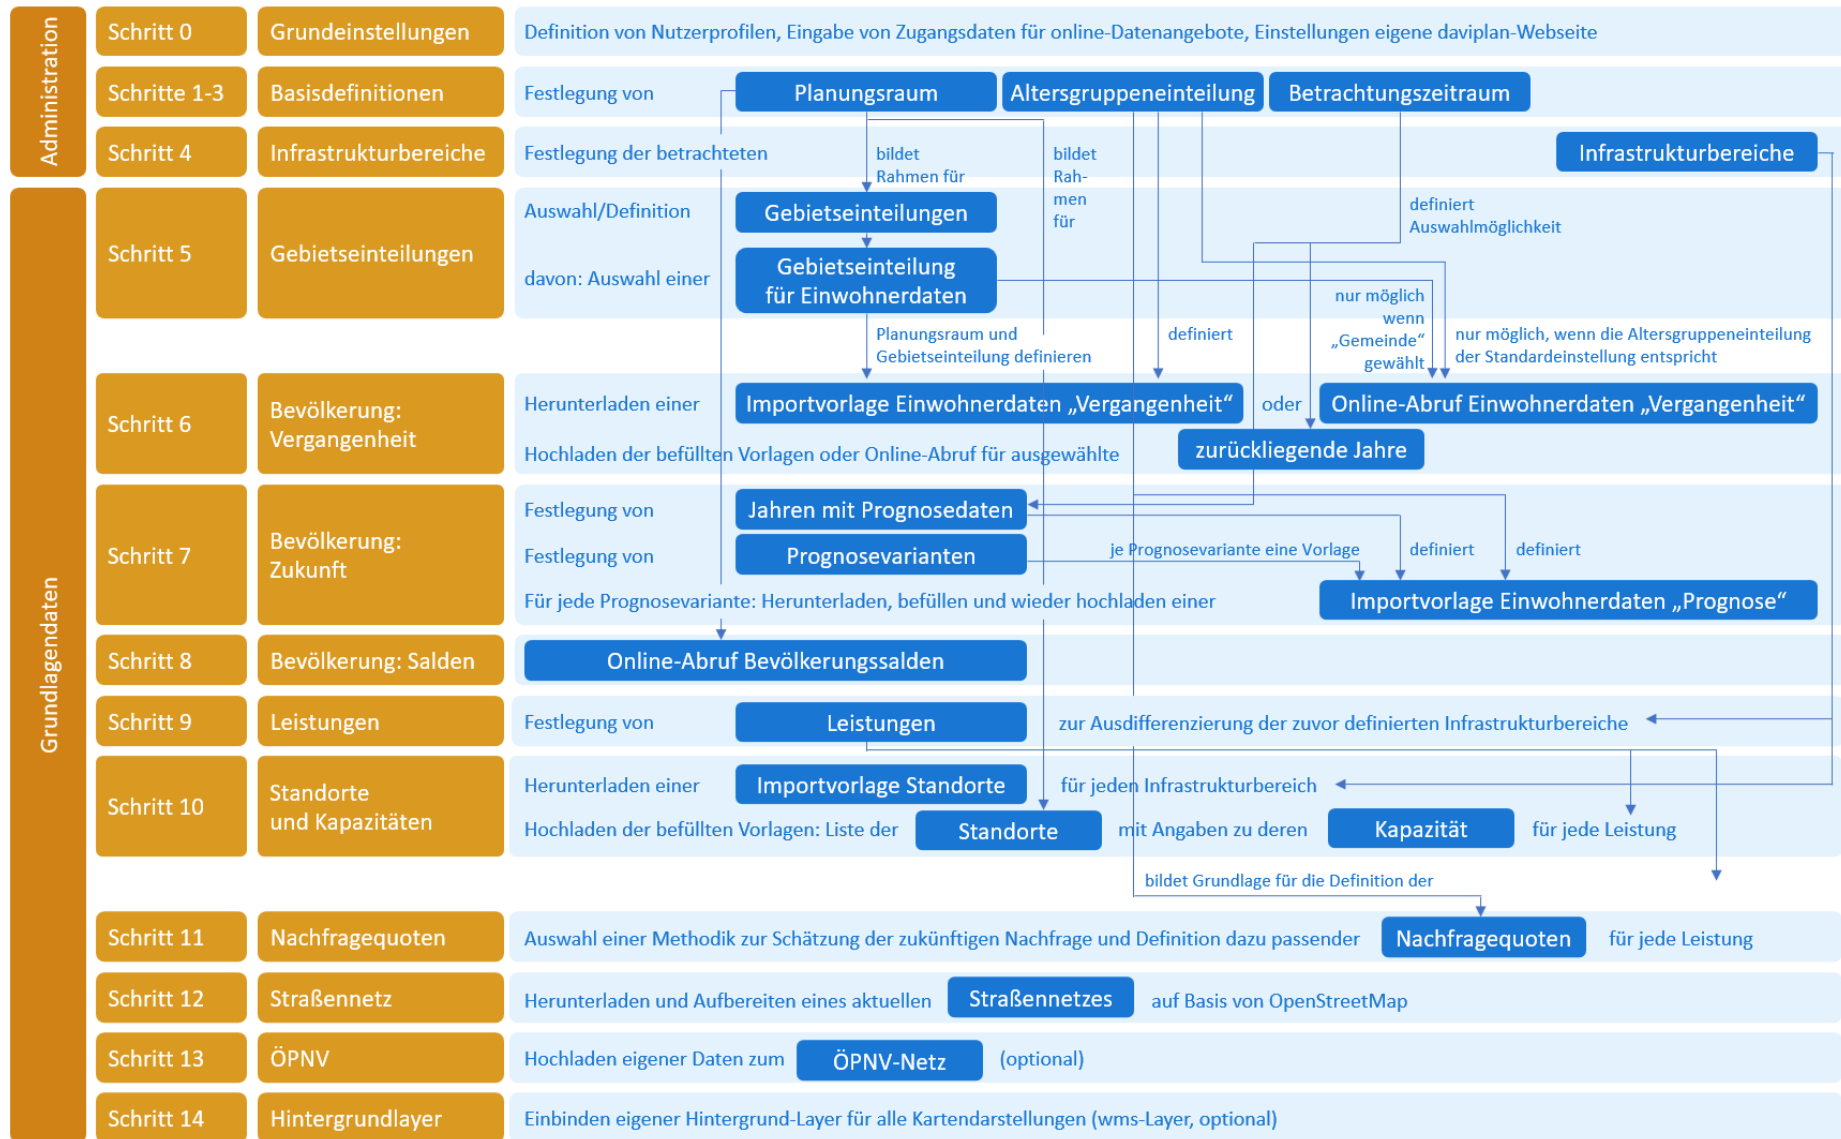 Administration
Schritt 0
Grundeinstellungen
Definition von Nutzerprofilen, Eingabe von Zugangsdaten für online-Datenangebote, Einstellungen eigene daviplan-Webseite
Schritte 1-3
Basisdefinitionen
Festlegung von
Planungsraum
Altersgruppeneinteilung
Betrachtungszeitraum
Schritt 4
Infrastrukturbereiche
Festlegung der betrachteten
bildet
Rahmen für
bildet
Rah-
men
für
Infrastrukturbereiche
Grundlagendaten
Schritt 5
Gebietseinteilungen
Auswahl/Definition
Gebietseinteilungen
definiert
Auswahlmöglichkeit
davon: Auswahl einer
Gebietseinteilung
für Einwohnerdaten
Planungsraum und
Gebietseinteilung definieren
definiert
nur möglich
wenn
„Gemeinde“
gewählt
nur möglich, wenn die Altersgruppeneinteilung
der Standardeinstellung entspricht
Schritt 6
Bevölkerung:
Vergangenheit
Herunterladen einer
Importvorlage Einwohnerdaten „Vergangenheit“
oder
Online-Abruf Einwohnerdaten „Vergangenheit“
Hochladen der befüllten Vorlagen oder Online-Abruf für ausgewählte
zurückliegende Jahre
Schritt 7
Bevölkerung:
Zukunft
Festlegung von
Jahren mit Prognosedaten
Festlegung von
Prognosevarianten
je Prognosevariante eine Vorlage
definiert
definiert
Für jede Prognosevariante: Herunterladen, befüllen und wieder hochladen einer
Importvorlage Einwohnerdaten „Prognose“
Schritt 8
Bevölkerung: Salden
Online-Abruf Bevölkerungssalden
Schritt 9
Leistungen
Festlegung von
Leistungen
zur Ausdifferenzierung der zuvor definierten Infrastrukturbereiche
Schritt 10
Standorte
und Kapazitäten
Herunterladen einer
Importvorlage Standorte
für jeden Infrastrukturbereich
Hochladen der befüllten Vorlagen: Liste der
Standorte
mit Angaben zu deren
Kapazität
für jede Leistung
bildet Grundlage für die Definition der
Schritt 11
Nachfragequoten
Auswahl einer Methodik zur Schätzung der zukünftigen Nachfrage und Definition dazu passender
Nachfragequoten
für jede Leistung
Schritt 12
Straßennetz
Herunterladen und Aufbereiten eines aktuellen
Straßennetzes
auf Basis von OpenStreetMap
Schritt 13
ÖPNV
Hochladen eigener Daten zum
ÖPNV-Netz
(optional)
Schritt 14
Hintergrundlayer
Einbinden eigener Hintergrund-Layer für alle Kartendarstellungen (wms-Layer, optional)